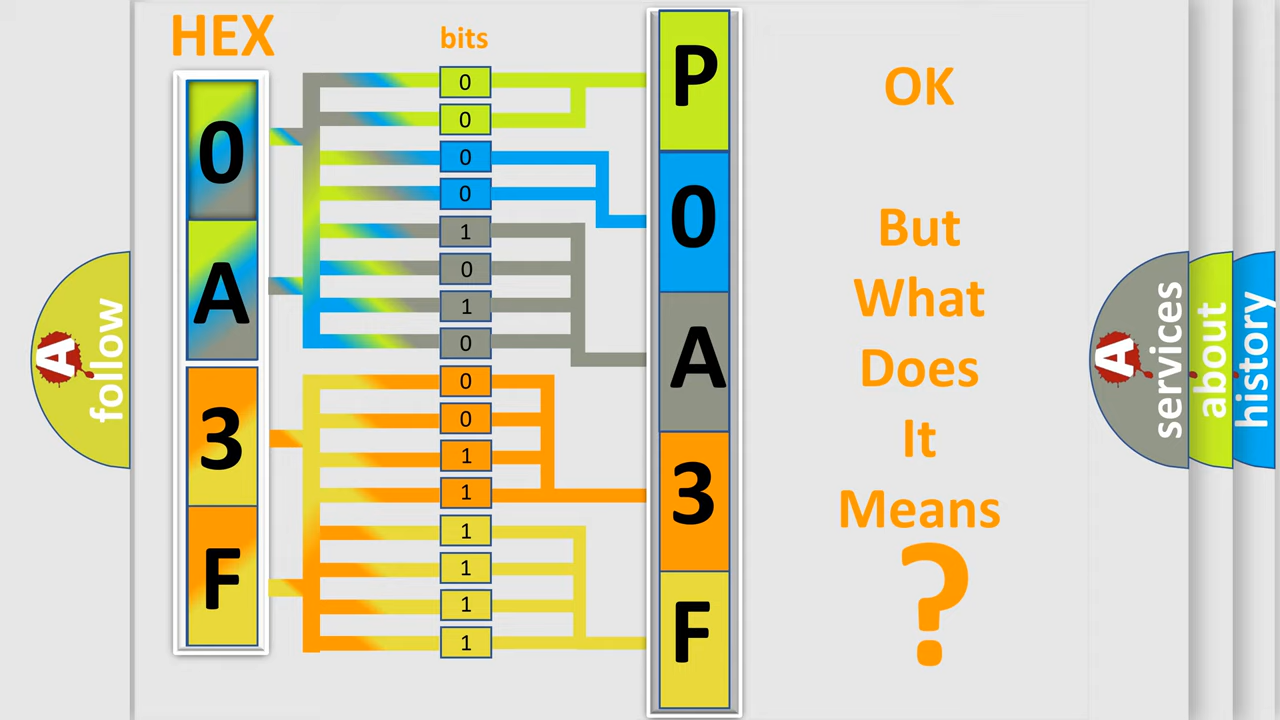 HEX
bits
0
A
3
F
0
0
0
0
1
0
1
0
0
0
1
1
1
1
1
1
P
0
A
3
F
OK
But
What
Does
It
Means
?
A
follow
A
services
about
history